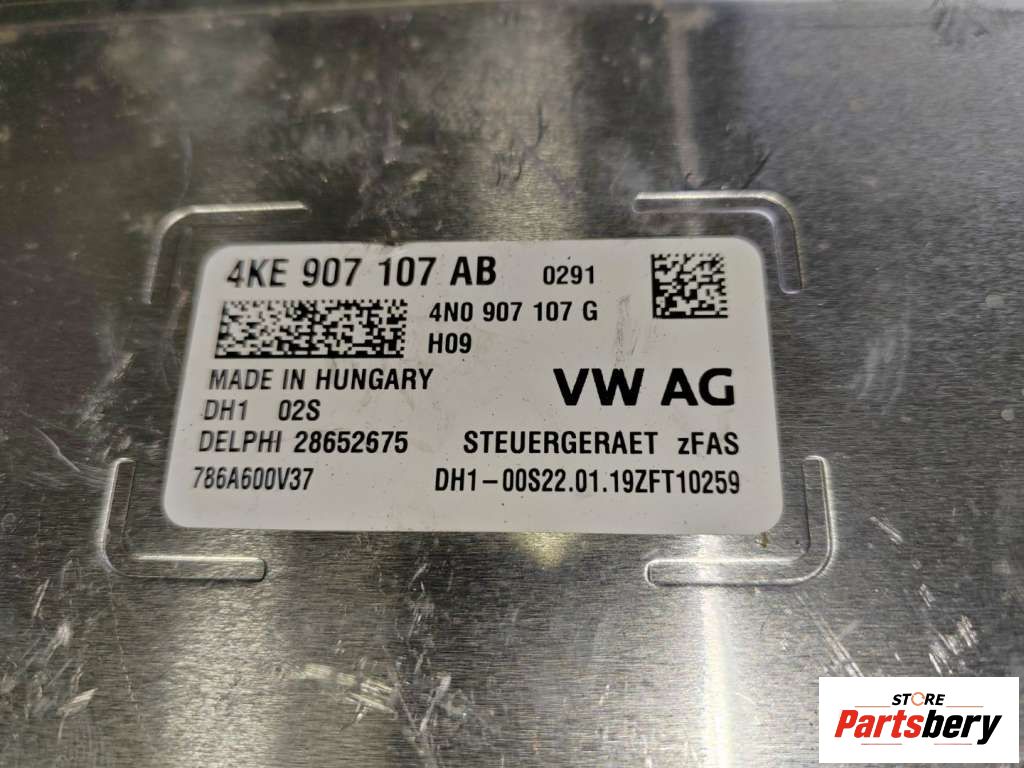 4KE 907 107 AB 0291
4N0 907 107 G
H09
MADE IN HUNGARY
VW AG
DH1 02S
DELPHI 28652675 STEUERGERAET zFAS
786A600V37 DH1-00S22.01.19ZFT10259
STORE
Partsbery